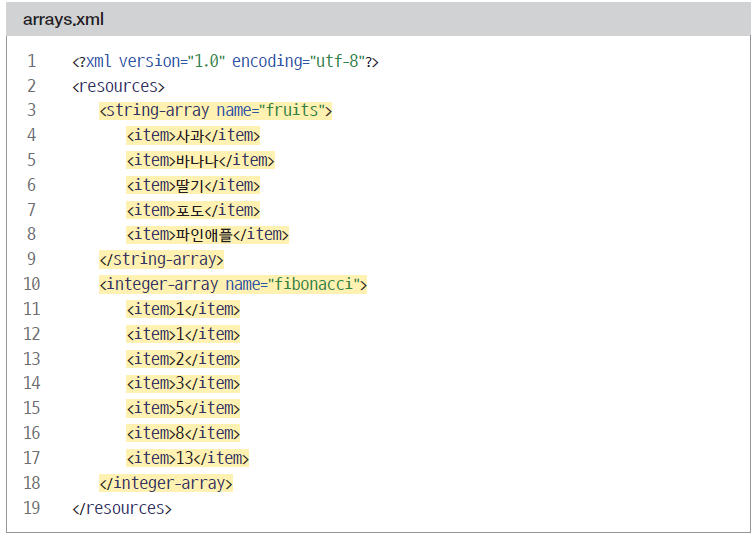 arrays.xml
1 <?xml version="1.0" encoding="utf-8"?>
2 <resources>
3 <string-array name="fruits">
4 <item>사과</item>
5 <item>바나나</item>
6 <item>딸기</item>
7 <item>포도</item>
8 <item>파인애플</item>
9 </string-array>
10 <integer-array name="fibonacci">
11 <item>1</item>
12 <item>1</item>
13 <item>2</item>
14 <item>3</item>
15 <item>5</item>
16 <item>8</item>
17 <item>13</item>
18 </integer-array>
19 </resources>